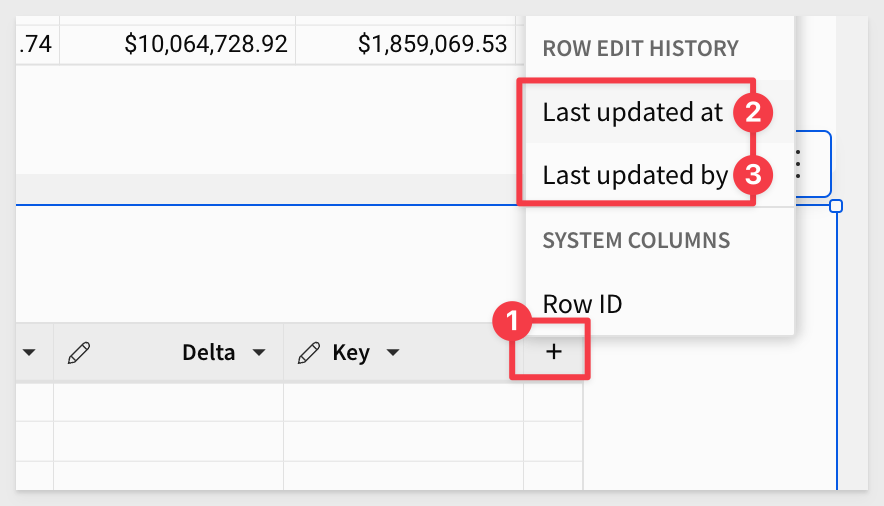 .74 $10,064,728.92 $1,859,069.53
ROW EDIT HISTORY
Last updated at 2
Last updated by 3
SYSTEM COLUMNS
Row ID
1
Delta Key +